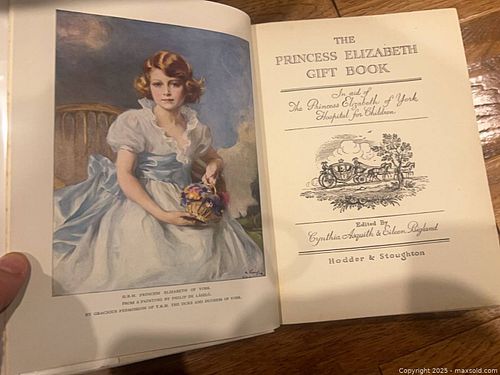 H.R.H. PRINCESS ELIZABETH OF YORK.
FROM A PAINTING BY PHILIP DE LÁSZLÓ.
BY GRACIOUS PERMISSION OF T.R.H. THE DUKE AND DUCHESS OF YORK.
THE
PRINCESS ELIZABETH
GIFT BOOK
In aid of
The Princess Elizabeth of York
Hospital for Children.
Edited By
Cynthia Asquith & Eileen Bigland
Hodder & Stoughton
Copyright 2025 - maxsold.com